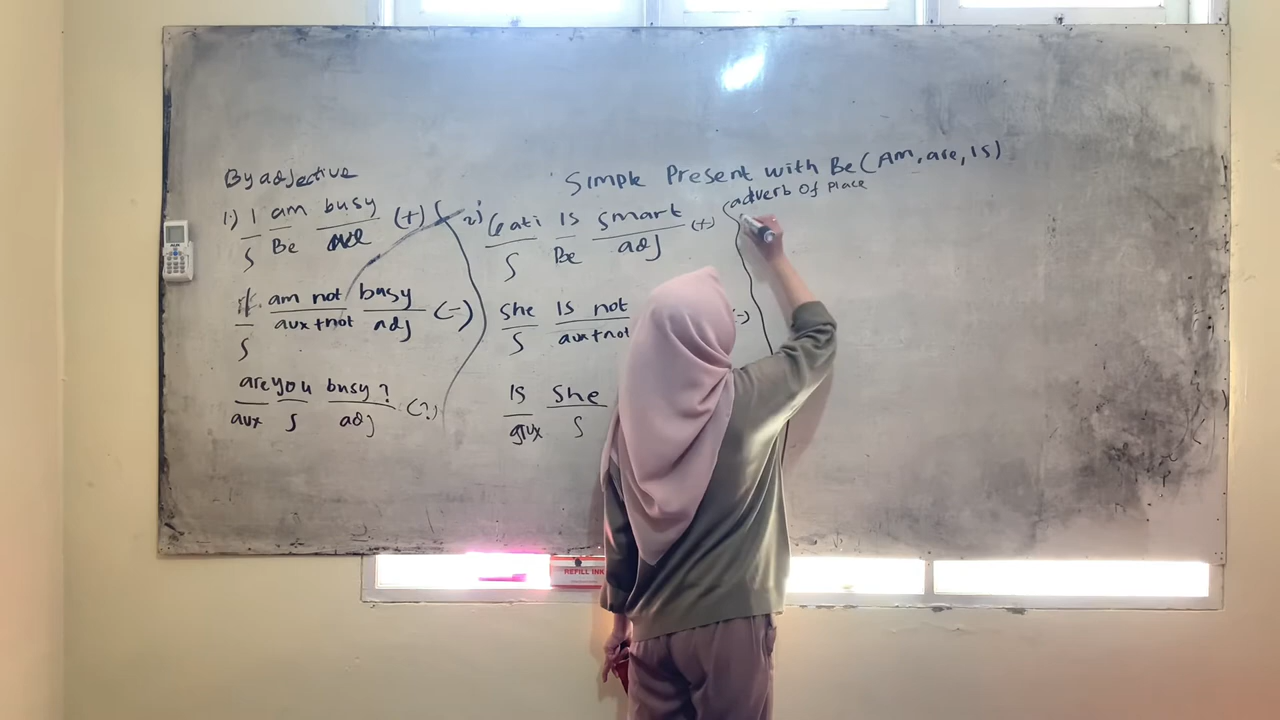 Simple Present with Be (Am, are, Is)
By adjective
1.) I am busy (+)
S Be
am not busy (-)
S aux+not adj
are you busy? (?)
aux S adj
2) is smart (+)
S Be adj
she is not (-)
S aux+not
Is she
aux S
adverb of place
REFILL INK